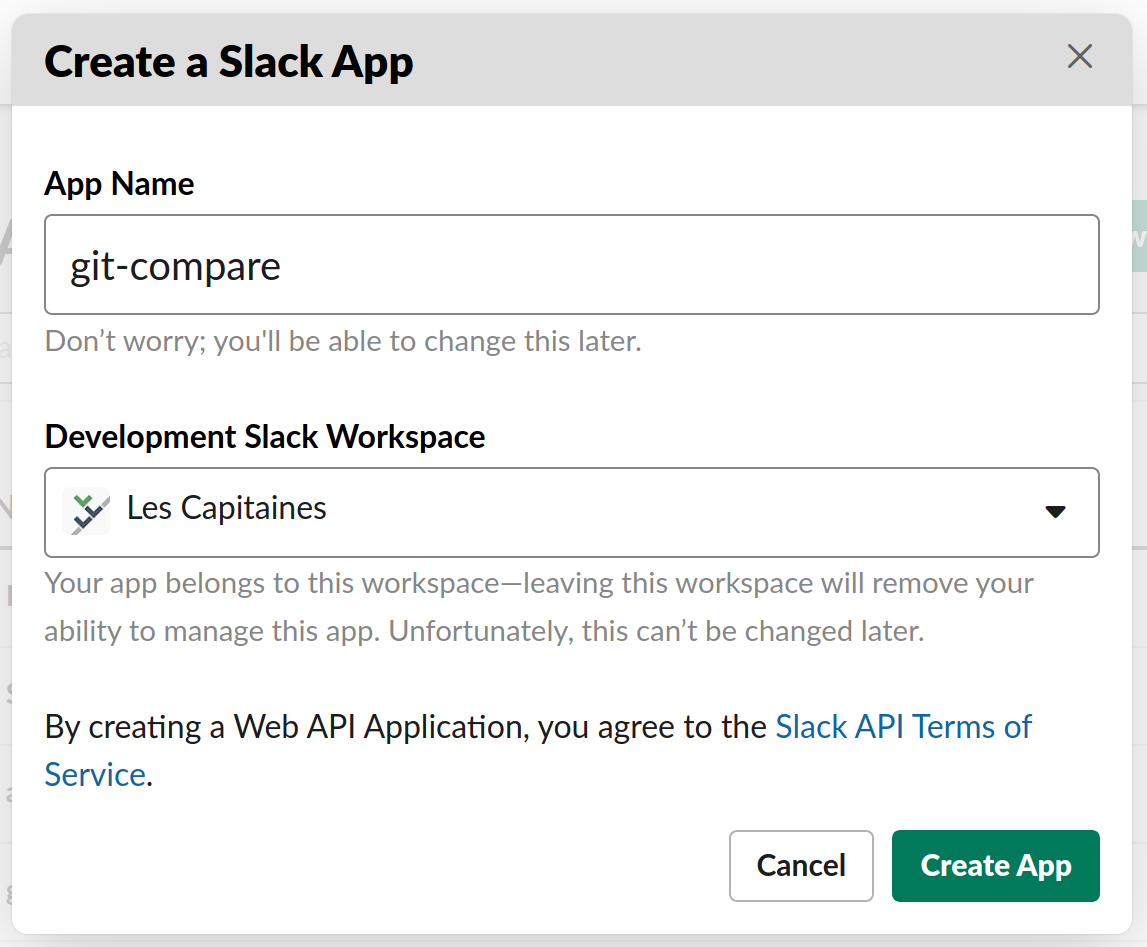 Create a Slack App
App Name
git-compare
Don’t worry; you'll be able to change this later.
Development Slack Workspace
Les Capitaines
Your app belongs to this workspace—leaving this workspace will remove your
ability to manage this app. Unfortunately, this can’t be changed later.
By creating a Web API Application, you agree to the Slack API Terms of
Service.
Cancel
Create App